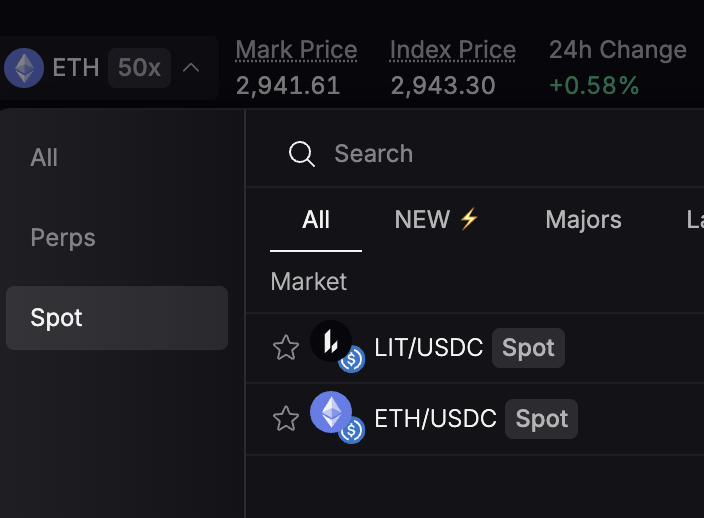 ETH 50x Mark Price Index Price 24h Change
2,941.61 2,943.30 +0.58%
All
Perps
Spot
Search
All NEW ⚡ Majors La
Market
LIT/USDC Spot
ETH/USDC Spot